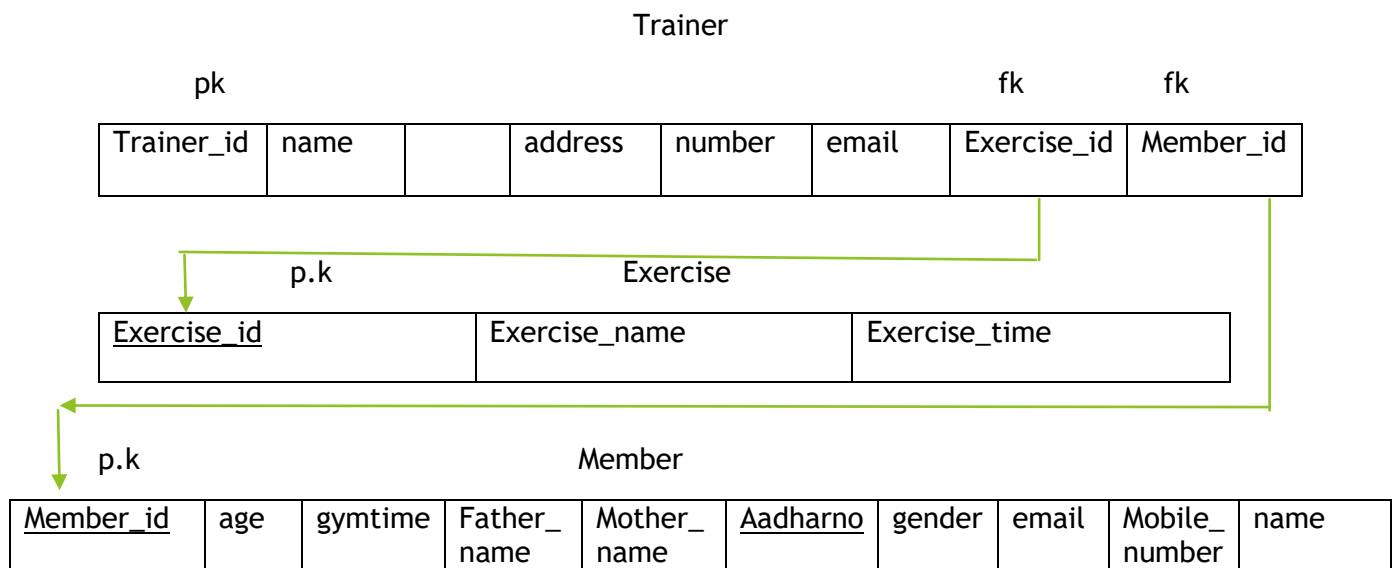 Trainer
pk fk fk
Trainer_id name address number email Exercise_id Member_id
p.k Exercise
Exercise_id Exercise_name Exercise_time
p.k Member
Member_id age gymtime Father_ Mother_ Aadharno gender email Mobile_ name
name name number